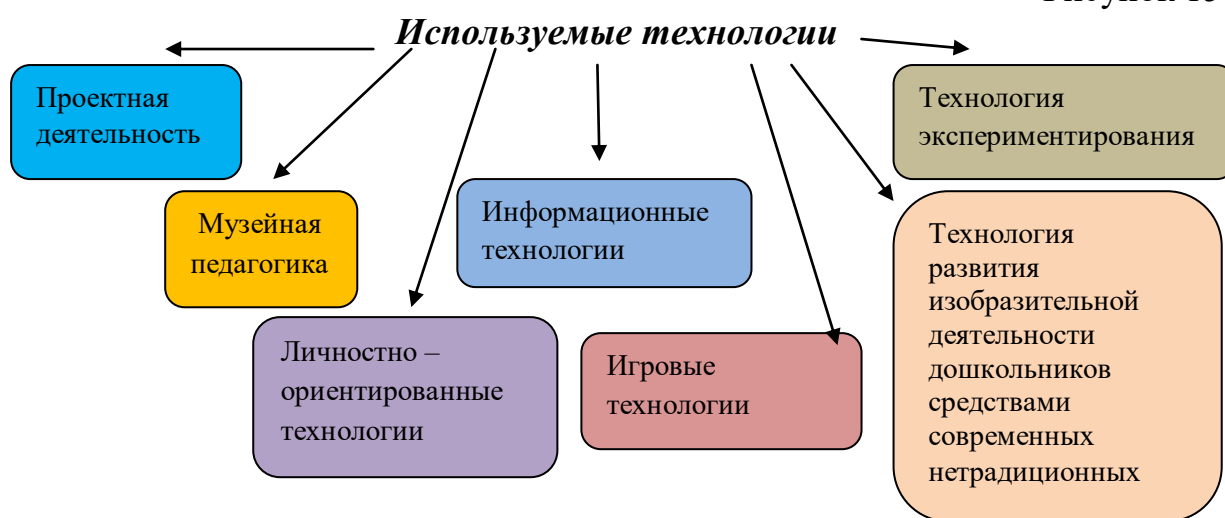 Используемые технологии
Проектная
деятельность
Технология
экспериментирования
Музейная
педагогика
Информационные
технологии
Технология
развития
изобразительной
деятельности
дошкольников
средствами
современных
нетрадиционных
Личностно –
ориентированные
технологии
Игровые
технологии